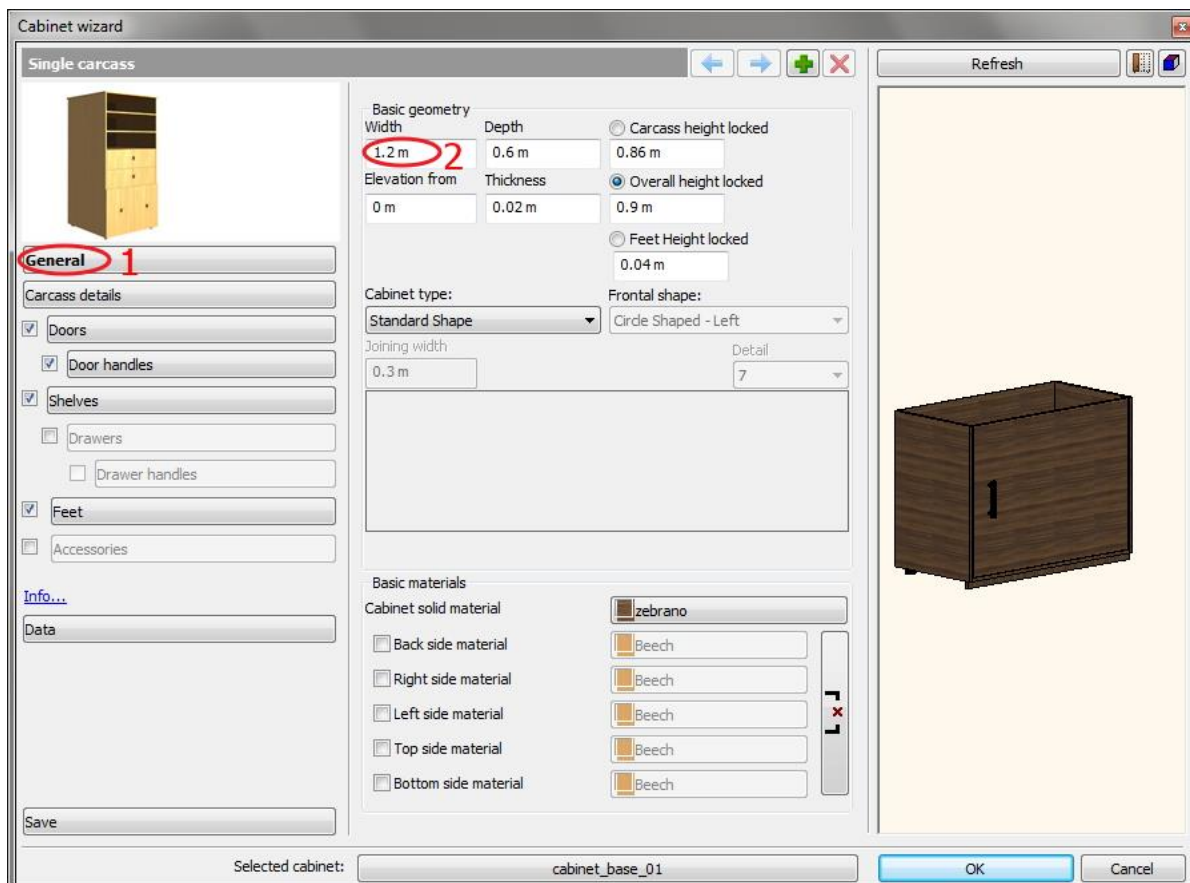 Cabinet wizard
Single carcass
Refresh
General 1
Carcass details
Doors
Door handles
Shelves
Drawers
Drawer handles
Feet
Accessories
Info...
Data
Save
Basic geometry
Width Depth Carcass height locked
1.2 m 2 0.6 m 0.86 m
Elevation from Thickness Overall height locked
0 m 0.02 m 0.9 m
Feet Height locked
0.04 m
Cabinet type: Frontal shape:
Standard Shape Circle Shaped - Left
Joining width Detail
0.3 m 7
Basic materials
Cabinet solid material zebrano
Back side material Beech
Right side material Beech
Left side material Beech
Top side material Beech
Bottom side material Beech
Selected cabinet: cabinet_base_01 OK Cancel